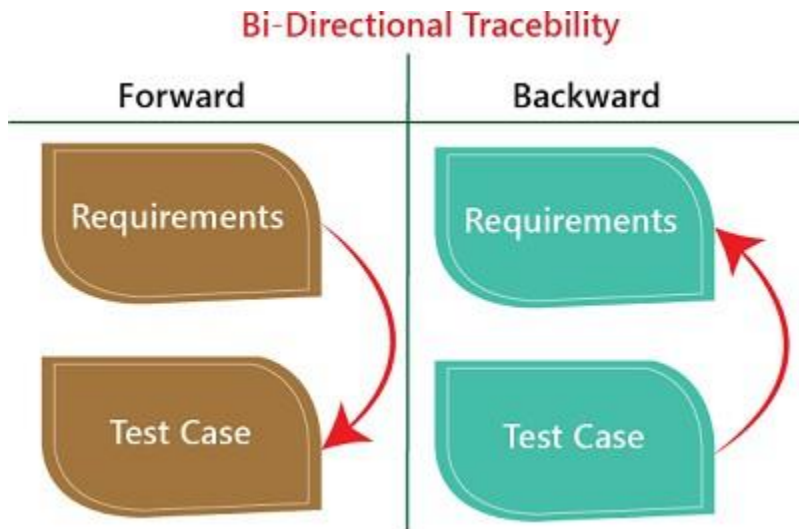 Bi-Directional Tracebility
Forward
Backward
Requirements
Requirements
Test Case
Test Case